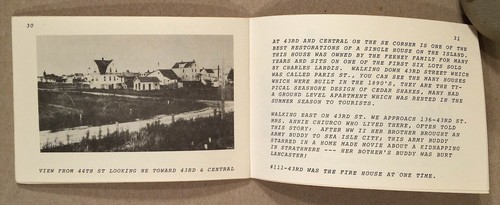 30
VIEW FROM 44TH ST LOOKING NE TOWARD 43RD & CENTRAL
31
AT 43RD AND CENTRAL ON THE SE CORNER IS ONE OF THE
BEST RESTORATIONS OF A SINGLE HOUSE ON THE ISLAND.
THIS HOUSE WAS OWNED BY THE FEENEY FAMILY FOR MANY
YEARS AND SITS ON ONE OF THE FIRST SIX LOTS SOLD
BY CHARLES LANDIS. WALKING DOWN 43RD STREET WHICH
WAS CALLED PARIS ST., YOU CAN SEE THE MANY HOUSES
WHICH WERE BUILT IN THE 1890'S. THEY ARE THE TY-
PICAL SEASHORE DESIGN OF CEDAR SHAKES, MANY HAD
A GROUND LEVEL APARTMENT WHICH WAS RENTED IN THE
SUMMER SEASON TO TOURISTS.
WALKING EAST ON 43RD ST. WE APPROACH 136-43RD ST.
MRS. ANNIE CHIURCO WHO LIVED THERE, OFTEN TOLD
THIS STORY: AFTER WW II HER BROTHER BROUGHT AN
ARMY BUDDY TO SEA ISLE CITY, THIS ARMY BUDDY
STARRED IN A HOME MADE MOVIE ABOUT A KIDNAPPING
IN STRATHMERE --- HER BOTHER'S BUDDY WAS BURT
LANCASTER!
#111-43RD WAS THE FIRE HOUSE AT ONE TIME.